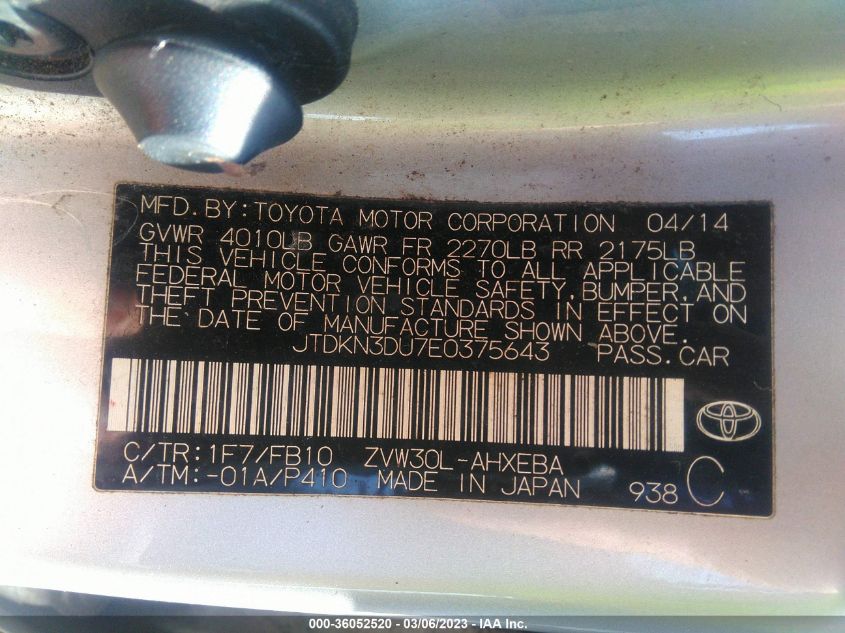 MFD. BY: TOYOTA MOTOR CORPORATION 04/14
GVWR 4010LB GAWR FR 2270LB RR 2175LB
THIS VEHICLE CONFORMS TO ALL APPLICABLE
FEDERAL MOTOR VEHICLE SAFETY, BUMPER, AND
THEFT PREVENTION STANDARDS IN EFFECT ON
THE DATE OF MANUFACTURE SHOWN ABOVE.
JTDKN3DU7E0375643 PASS. CAR
C/TR: 1F7/FB10 ZVW30L-AHXEBA
A/TM: -01A/P410 MADE IN JAPAN 938 C
000-36052520 - 03/06/2023 - IAA Inc.